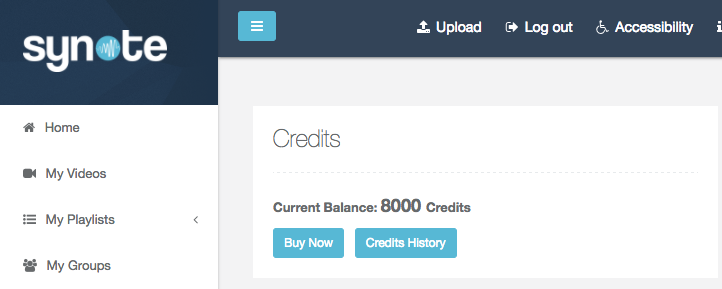 synote
Upload
Log out
Accessibility
Home
My Videos
My Playlists
My Groups
Credits
Current Balance: 8000 Credits
Buy Now
Credits History